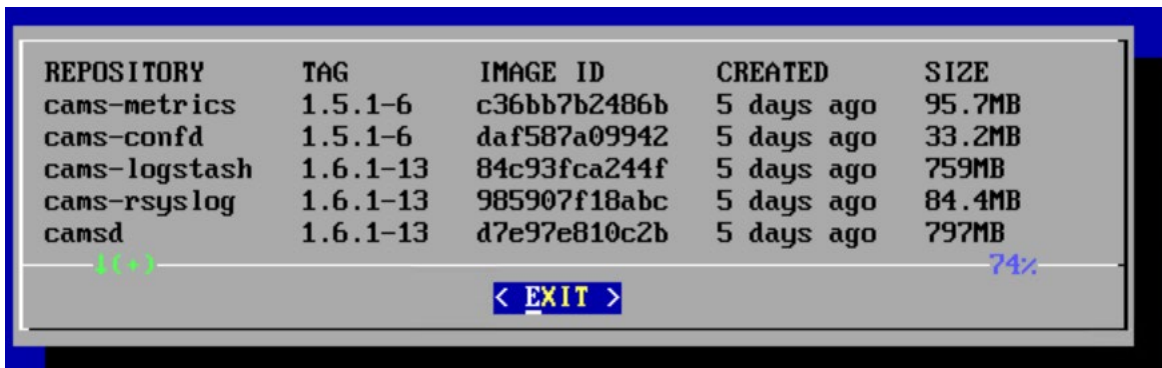 REPOSITORY TAG IMAGE ID CREATED SIZE
cams-metrics 1.5.1-6 c36bb7b2486b 5 days ago 95.7MB
cams-confd 1.5.1-6 daf587a09942 5 days ago 33.2MB
cams-logstash 1.6.1-13 84c93fca244f 5 days ago 759MB
cams-rsyslog 1.6.1-13 985907f18abc 5 days ago 84.4MB
camsd 1.6.1-13 d7e97e810c2b 5 days ago 797MB
↓(+) 74%
< EXIT >